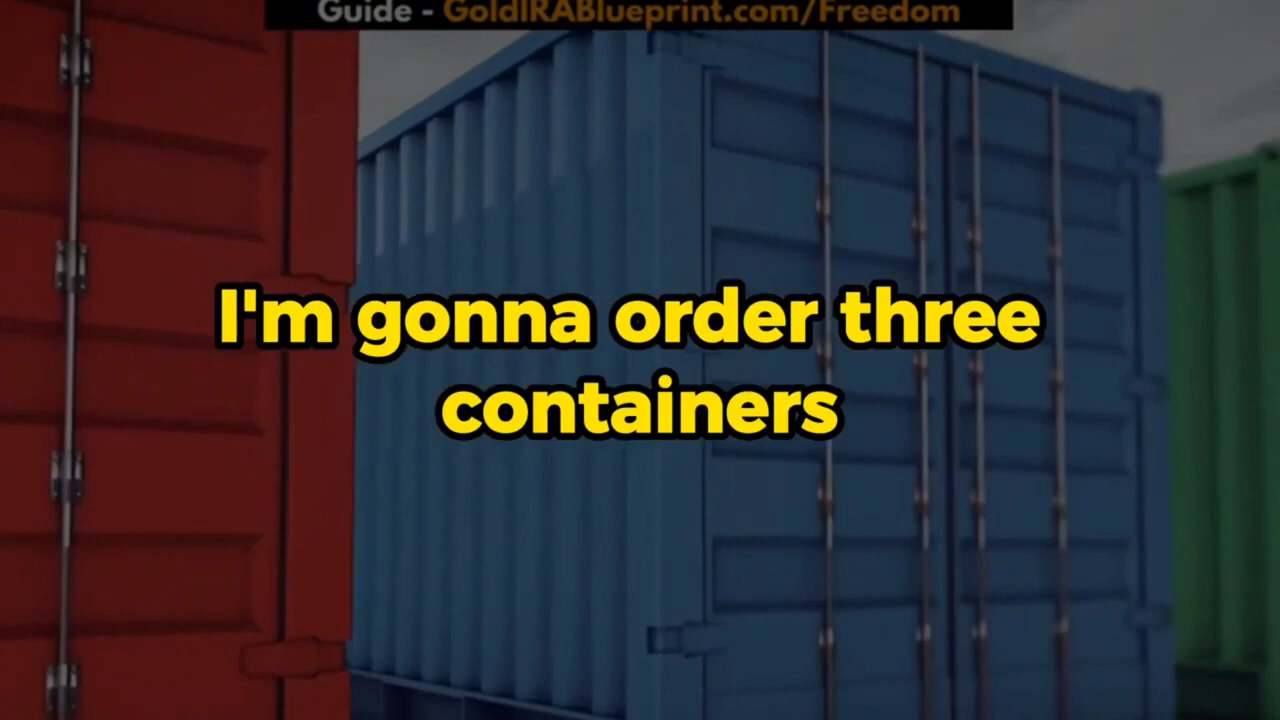 Guide - GoldIRABlueprint.com/Freedom
I'm gonna order three
containers